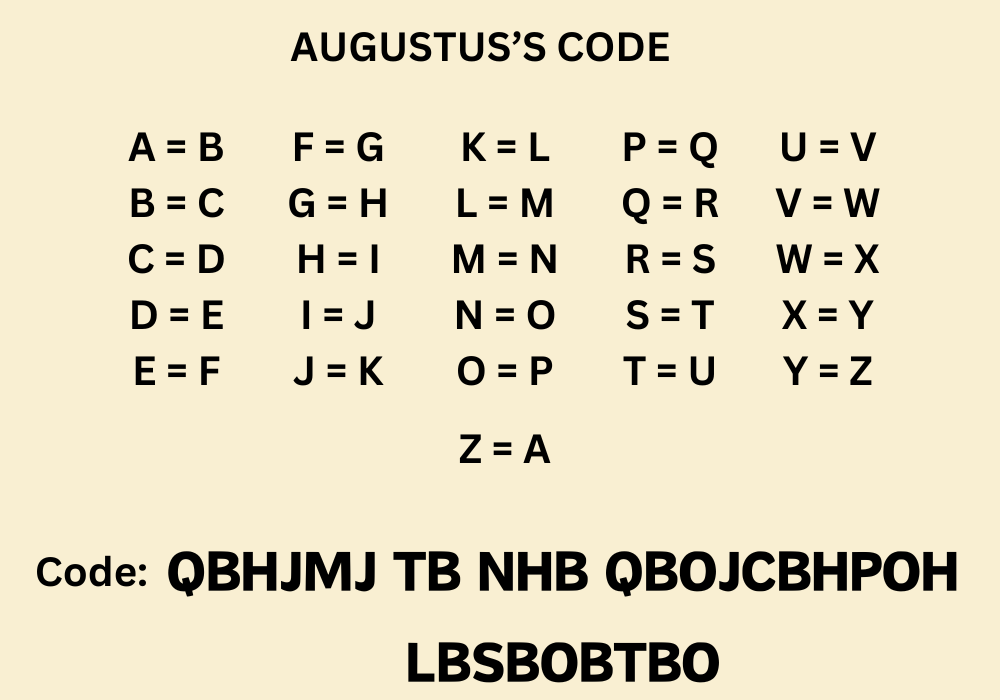 AUGUSTUS’S CODE
A = B F = G K = L P = Q U = V
B = C G = H L = M Q = R V = W
C = D H = I M = N R = S W = X
D = E I = J N = O S = T X = Y
E = F J = K O = P T = U Y = Z
Z = A
Code: QBHJMJ TB NHB QBOJCBHPOH
LBSBOBTBO